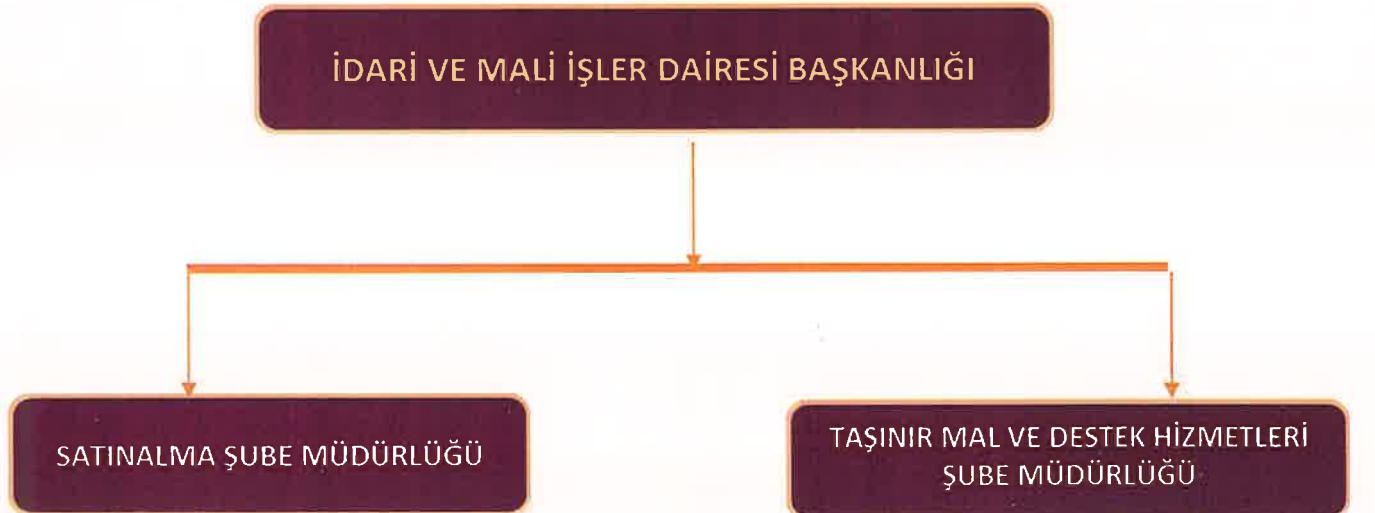 İDARİ VE MALİ İŞLER DAİRESİ BAŞKANLIĞI
SATINALMA ŞUBE MÜDÜRLÜĞÜ
TAŞINIR MAL VE DESTEK HİZMETLERİ
ŞUBE MÜDÜRLÜĞÜ